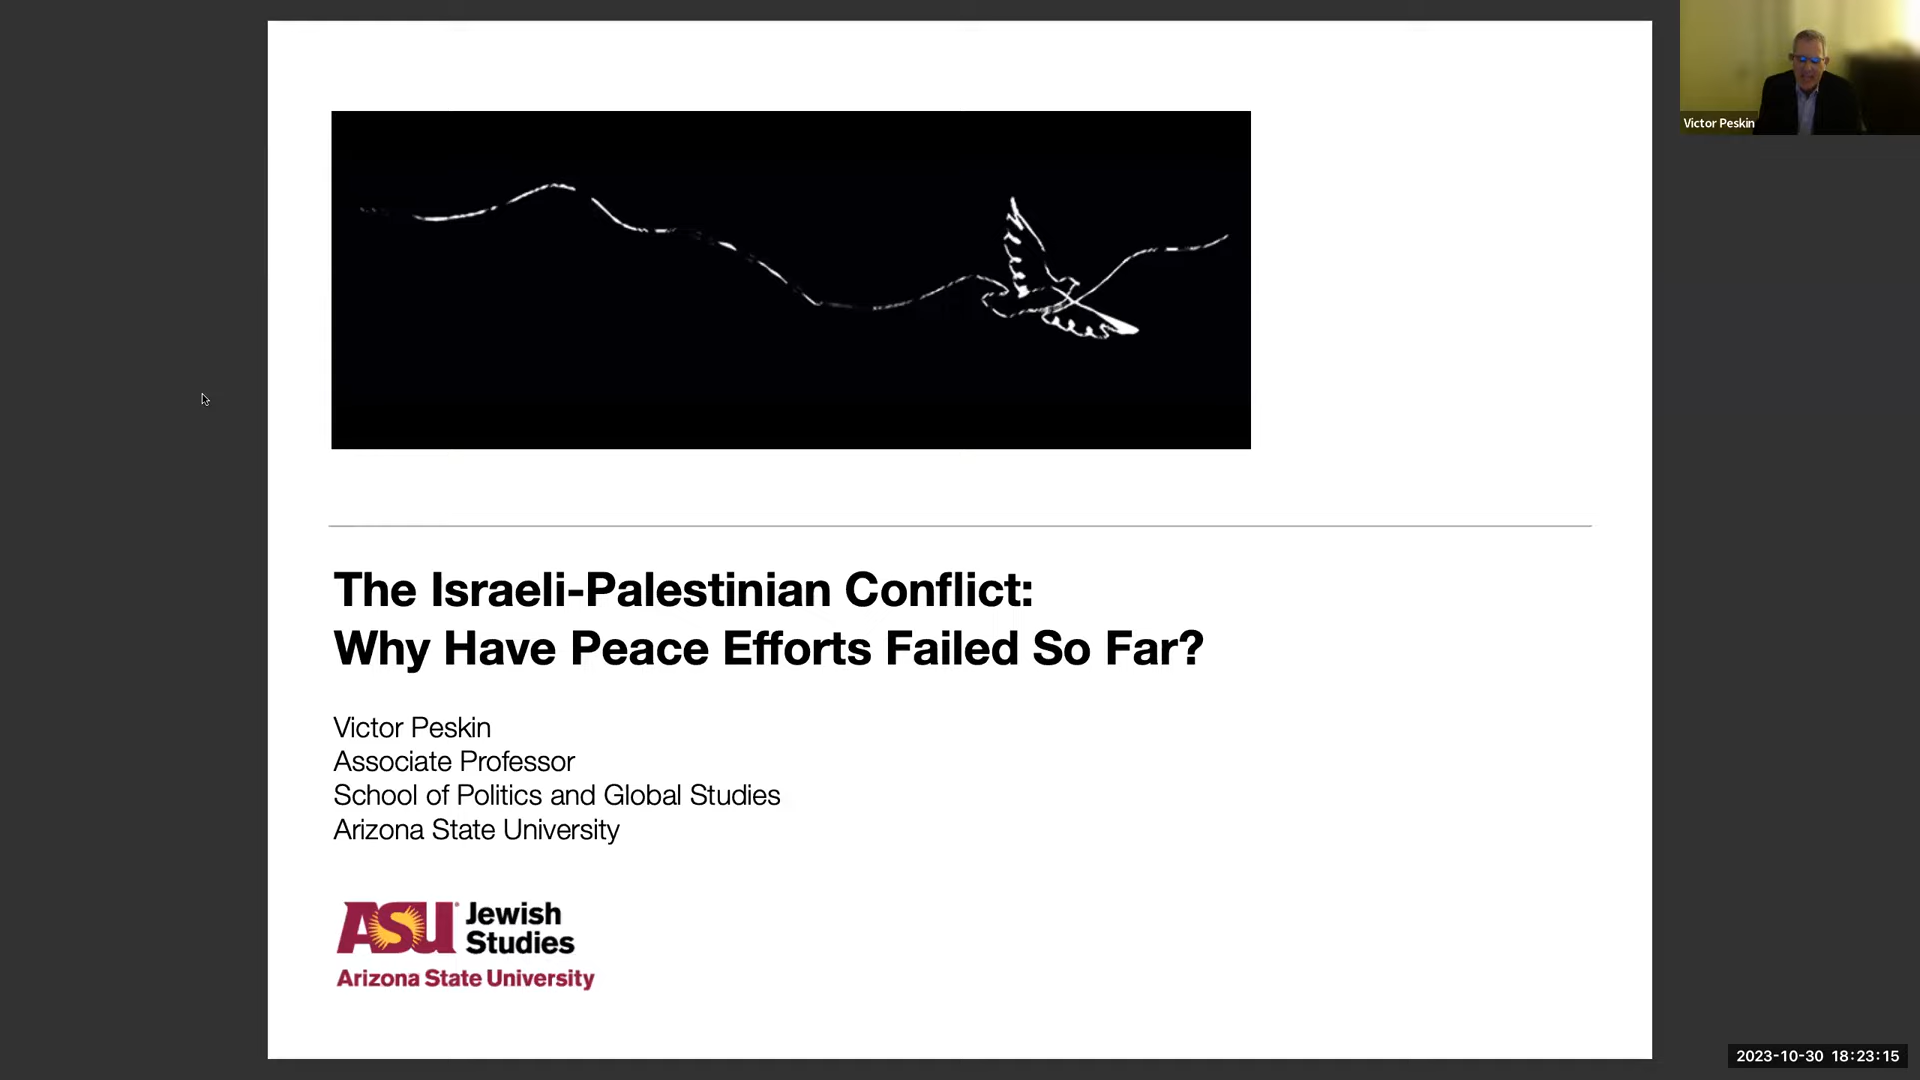 Victor Peskin
The Israeli-Palestinian Conflict:
Why Have Peace Efforts Failed So Far?
Victor Peskin
Associate Professor
School of Politics and Global Studies
Arizona State University
ASU Jewish
Studies
Arizona State University
2023-10-30 18:23:15